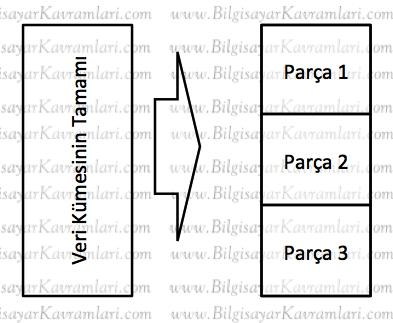 Veri Kümesinin Tamamı
Parça 1
Parça 2
Parça 3
www.BilgisayarKavramlari.com